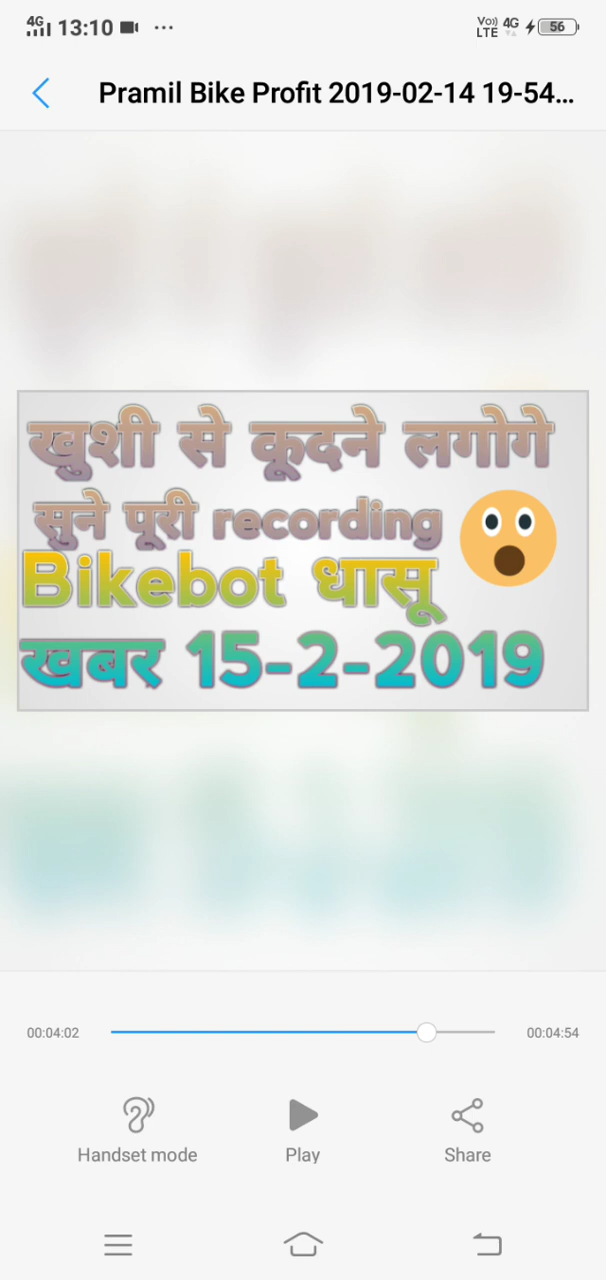 4G 13:10 ...
Vo)) LTE 4G 56
Pramil Bike Profit 2019-02-14 19-54...
खुशी से कूदने लगोगे
सुने पूरी recording
Bikebot धासू
खबर 15-2-2019
00:04:02
00:04:54
Handset mode
Play
Share